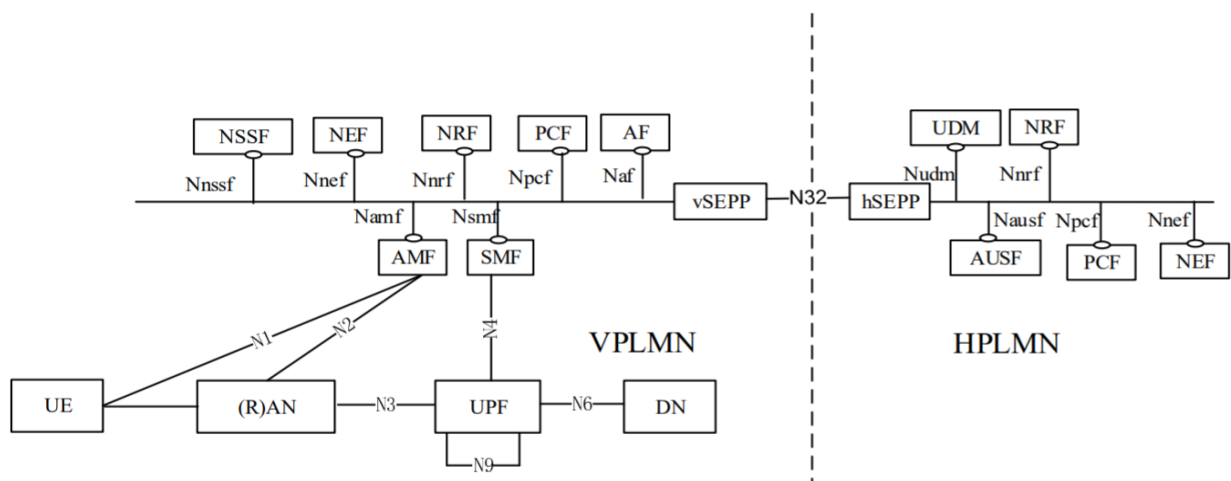 NSSF
NEF
NRF
PCF
AF
UDM
NRF
Nnssf
Nnef
Nnrf
Npcf
Naf
Nudm
Nnrf
vSEPP
N32
hSEPP
Namf
Nsmf
Nausf
Npcf
Nnef
AMF
SMF
AUSF
PCF
NEF
N1
N2
N4
VPLMN
HPLMN
UE
(R)AN
N3
UPF
N6
DN
N9